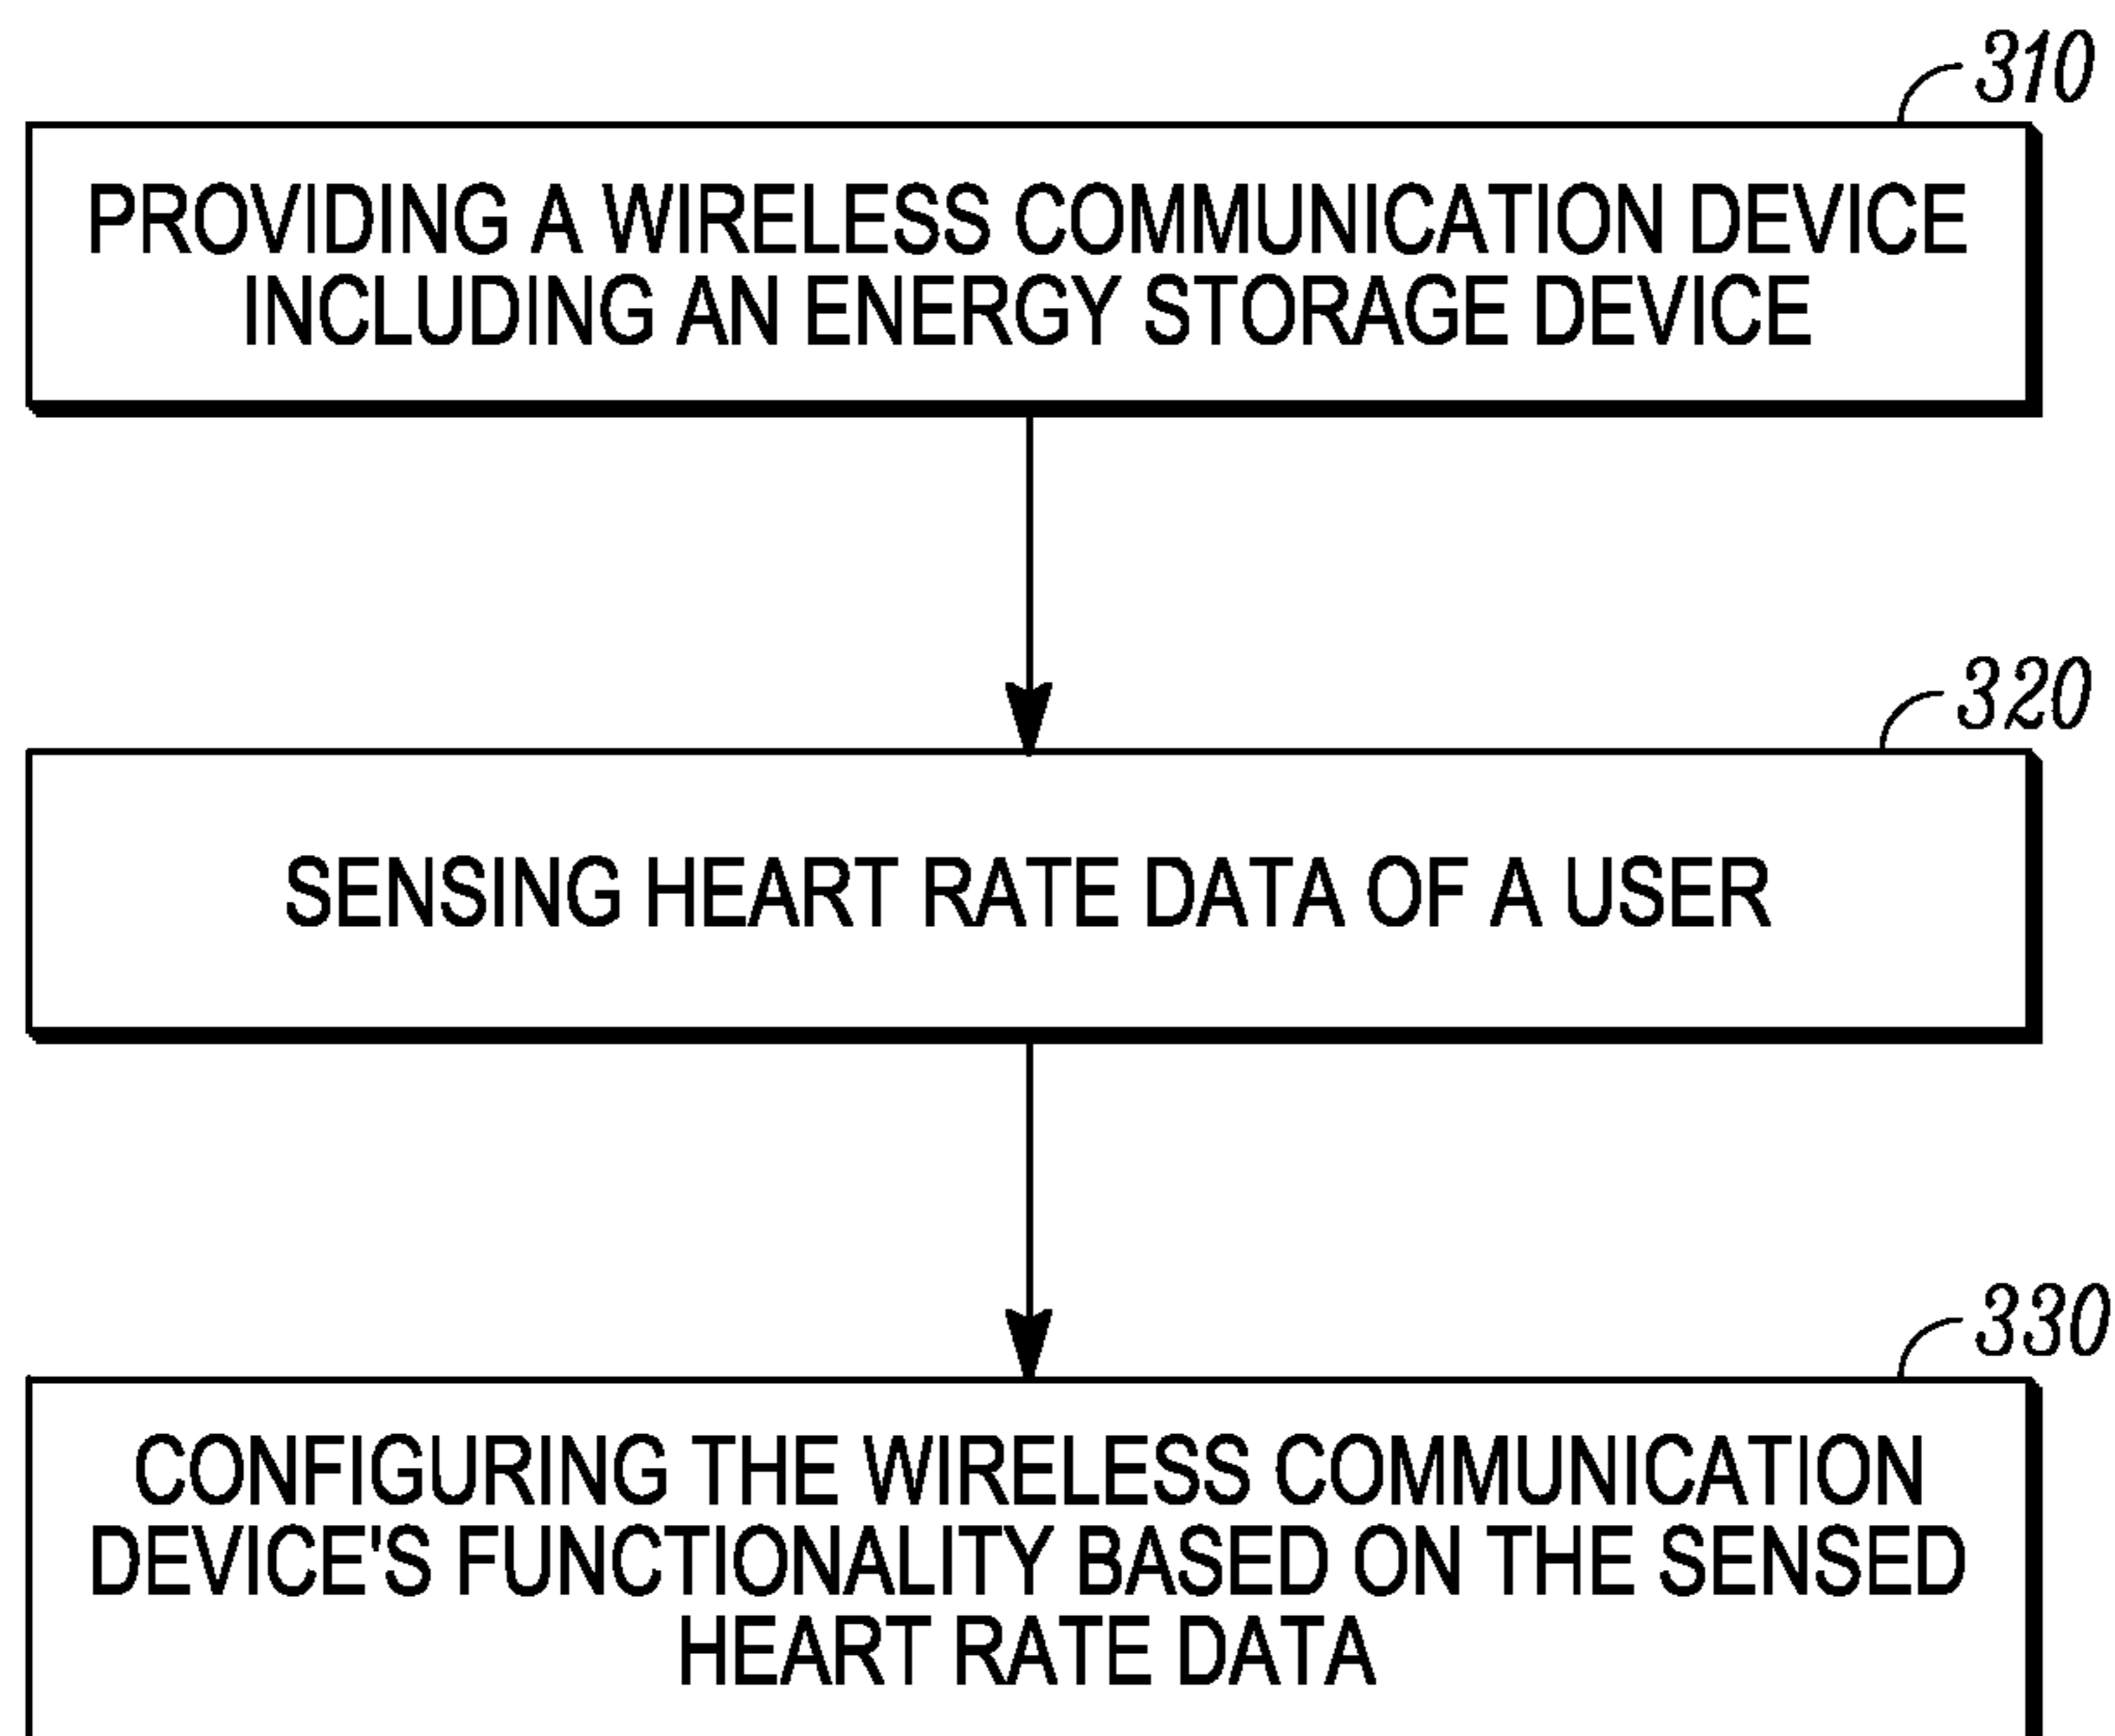 310
PROVIDING A WIRELESS COMMUNICATION DEVICE
INCLUDING AN ENERGY STORAGE DEVICE
320
SENSING HEART RATE DATA OF A USER
330
CONFIGURING THE WIRELESS COMMUNICATION
DEVICE'S FUNCTIONALITY BASED ON THE SENSED
HEART RATE DATA